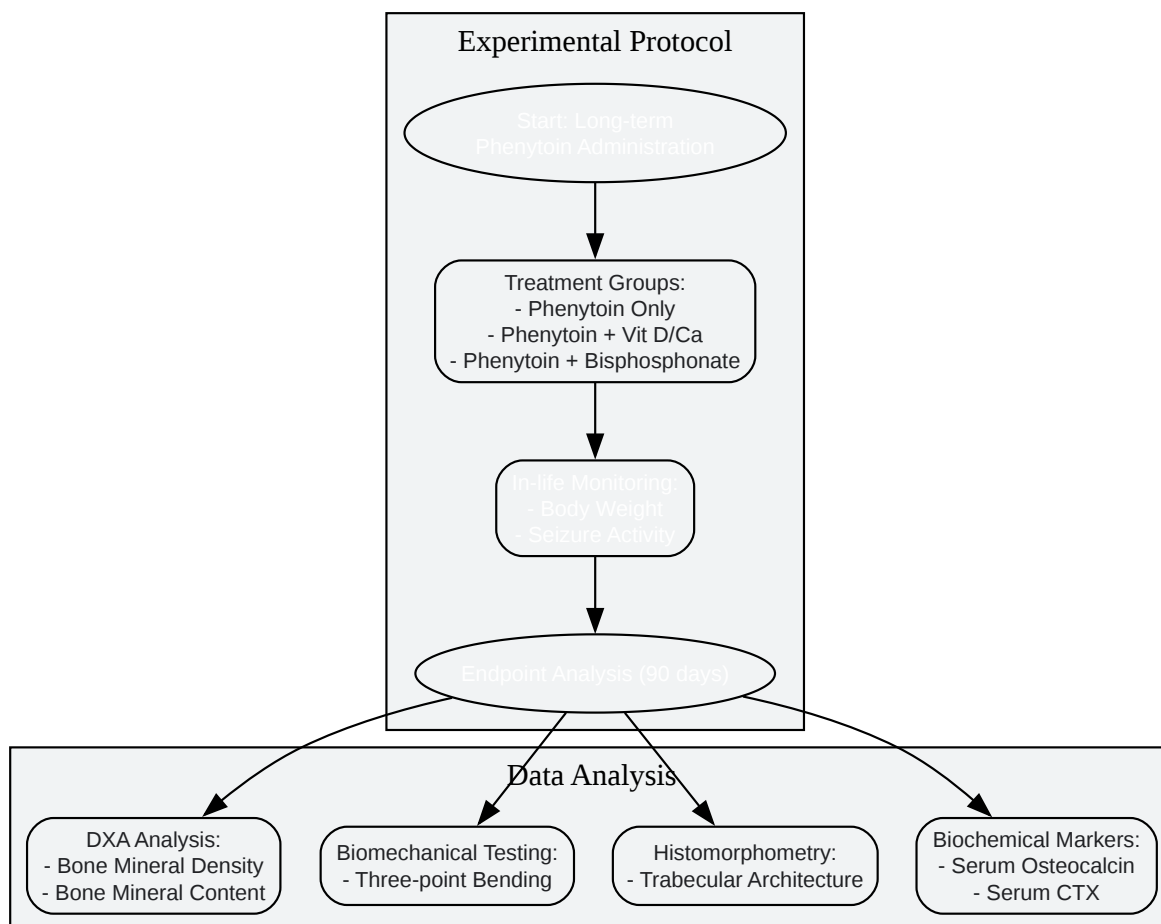 Experimental Protocol
Start: Long-term
Phenytoin Administration
Treatment Groups:
- Phenytoin Only
- Phenytoin + Vit D/Ca
- Phenytoin + Bisphosphonate
In-life Monitoring:
- Body Weight
- Seizure Activity
Endpoint Analysis (90 days)
Data Analysis
DXA Analysis:
- Bone Mineral Density
- Bone Mineral Content
Biomechanical Testing:
- Three-point Bending
Histomorphometry:
- Trabecular Architecture
Biochemical Markers:
- Serum Osteocalcin
- Serum CTX